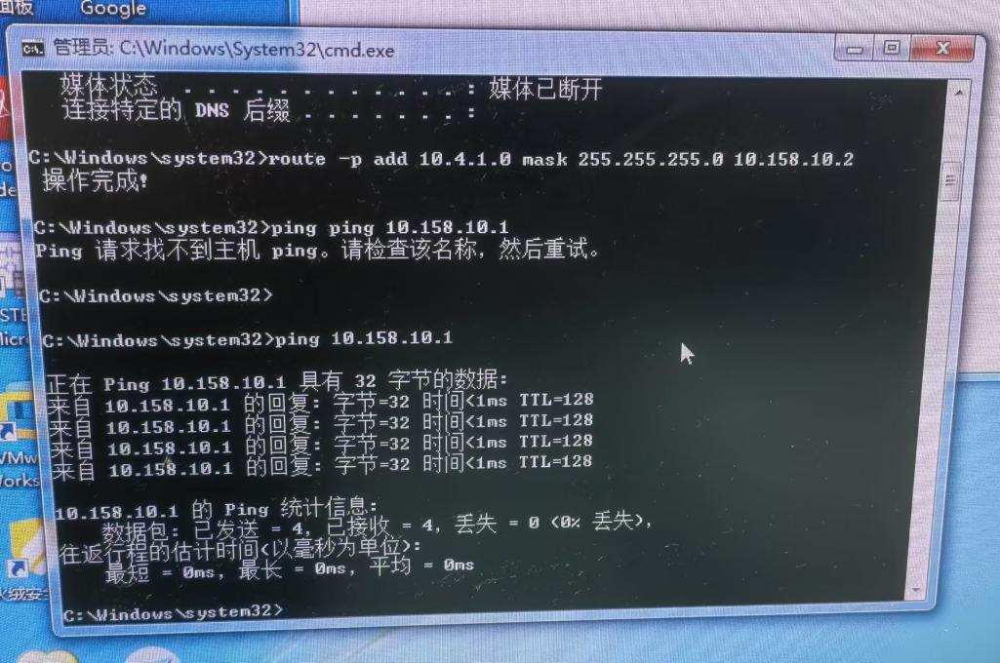 面板
Google
管理员: C:\Windows\System32\cmd.exe
媒体状态 . . . . . . . . . . . . : 媒体已断开
连接特定的 DNS 后缀 . . . . . . . :
C:\Windows\system32>route -p add 10.4.1.0 mask 255.255.255.0 10.158.10.2
操作完成!
C:\Windows\system32>ping ping 10.158.10.1
Ping 请求找不到主机 ping。请检查该名称，然后重试。
C:\Windows\system32>
C:\Windows\system32>ping 10.158.10.1
正在 Ping 10.158.10.1 具有 32 字节的数据:
来自 10.158.10.1 的回复: 字节=32 时间<1ms TTL=128
来自 10.158.10.1 的回复: 字节=32 时间<1ms TTL=128
来自 10.158.10.1 的回复: 字节=32 时间<1ms TTL=128
来自 10.158.10.1 的回复: 字节=32 时间<1ms TTL=128
10.158.10.1 的 Ping 统计信息:
数据包: 已发送 = 4，已接收 = 4，丢失 = 0 (0% 丢失)，
往返行程的估计时间(以毫秒为单位):
最短 = 0ms，最长 = 0ms，平均 = 0ms
C:\Windows\system32>